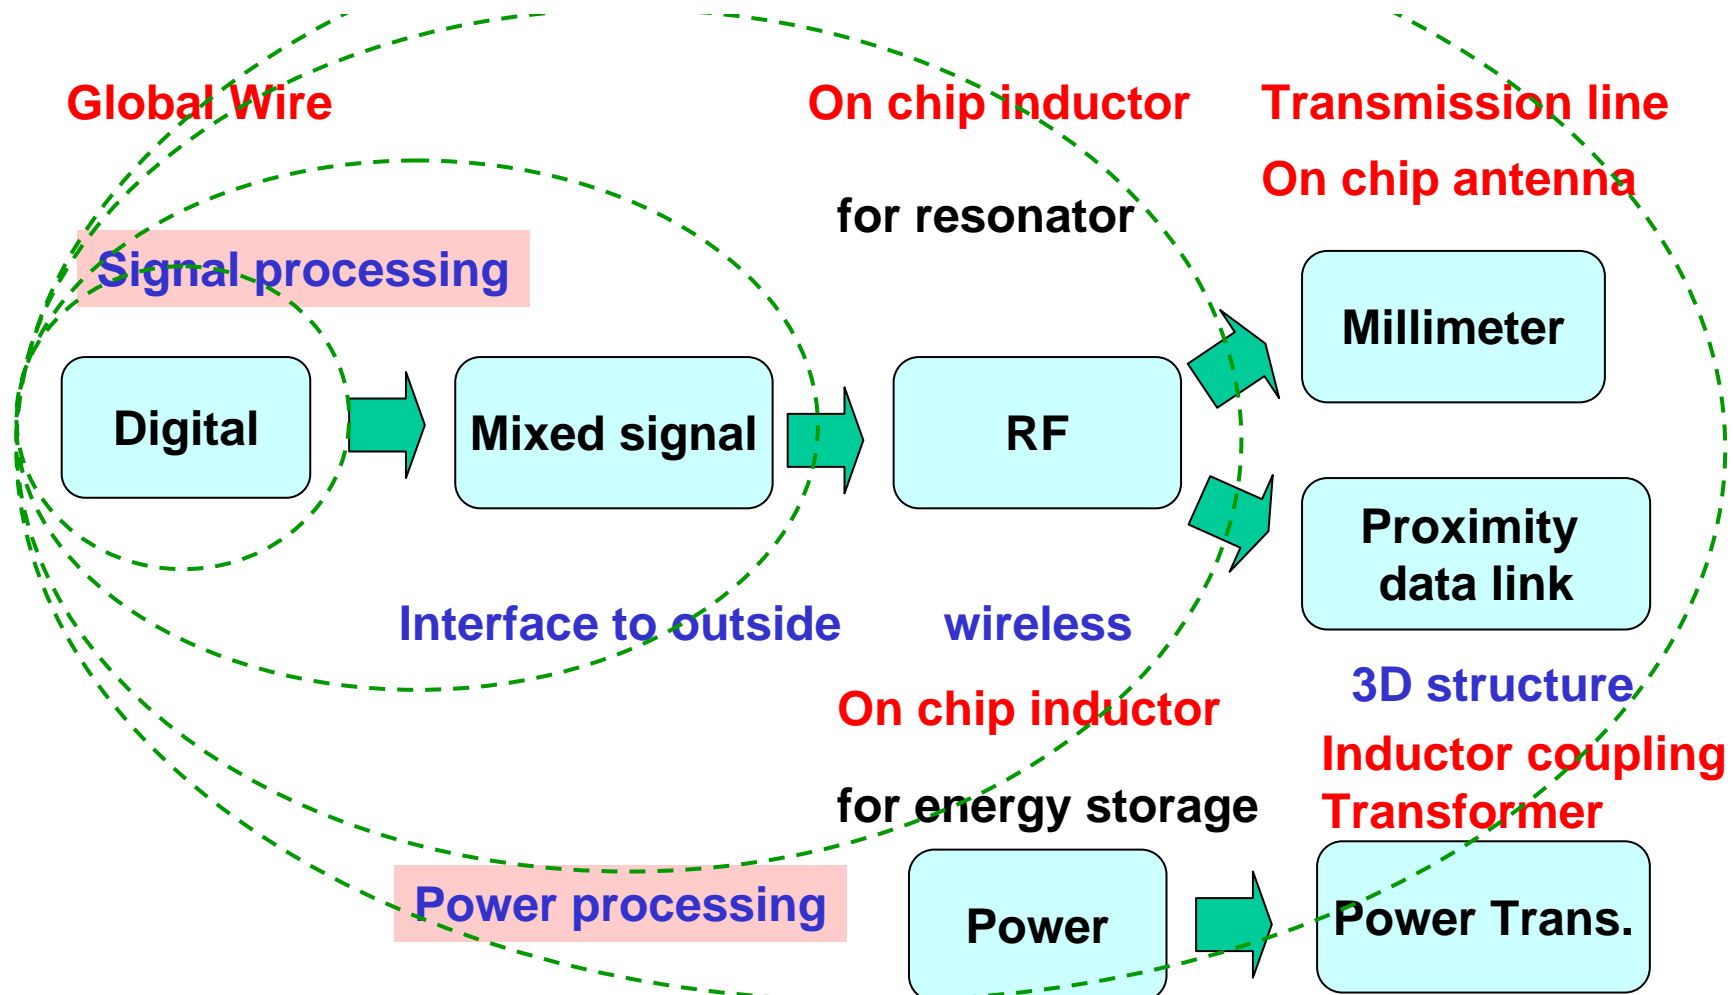 Global Wire
On chip inductor
Transmission line
On chip antenna
for resonator
Signal processing
Millimeter
Digital
Mixed signal
RF
Proximity
data link
Interface to outside
wireless
3D structure
On chip inductor
Inductor coupling
Transformer
for energy storage
Power processing
Power
Power Trans.